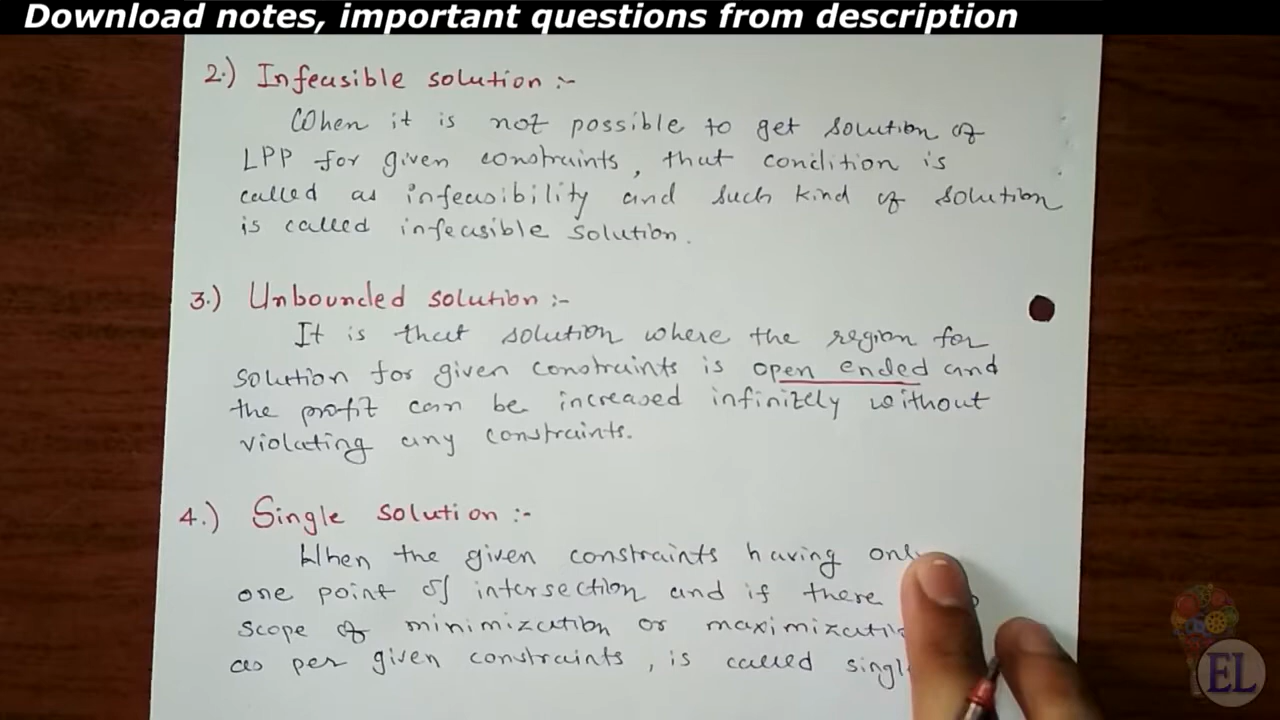 Download notes, important questions from description
2.) Infeasible solution :-
When it is not possible to get solution of
LPP for given constraints, that condition is
called as infeasibility and such kind of solution
is called infeasible solution.
3.) Unbounded solution :-
It is that solution where the region for
solution for given constraints is open ended and
the profit can be increased infinitely without
violating any constraints.
4.) Single solution :-
When the given constraints having
one point of intersection and if there
scope of minimization or
as per given constraints, is called
EL